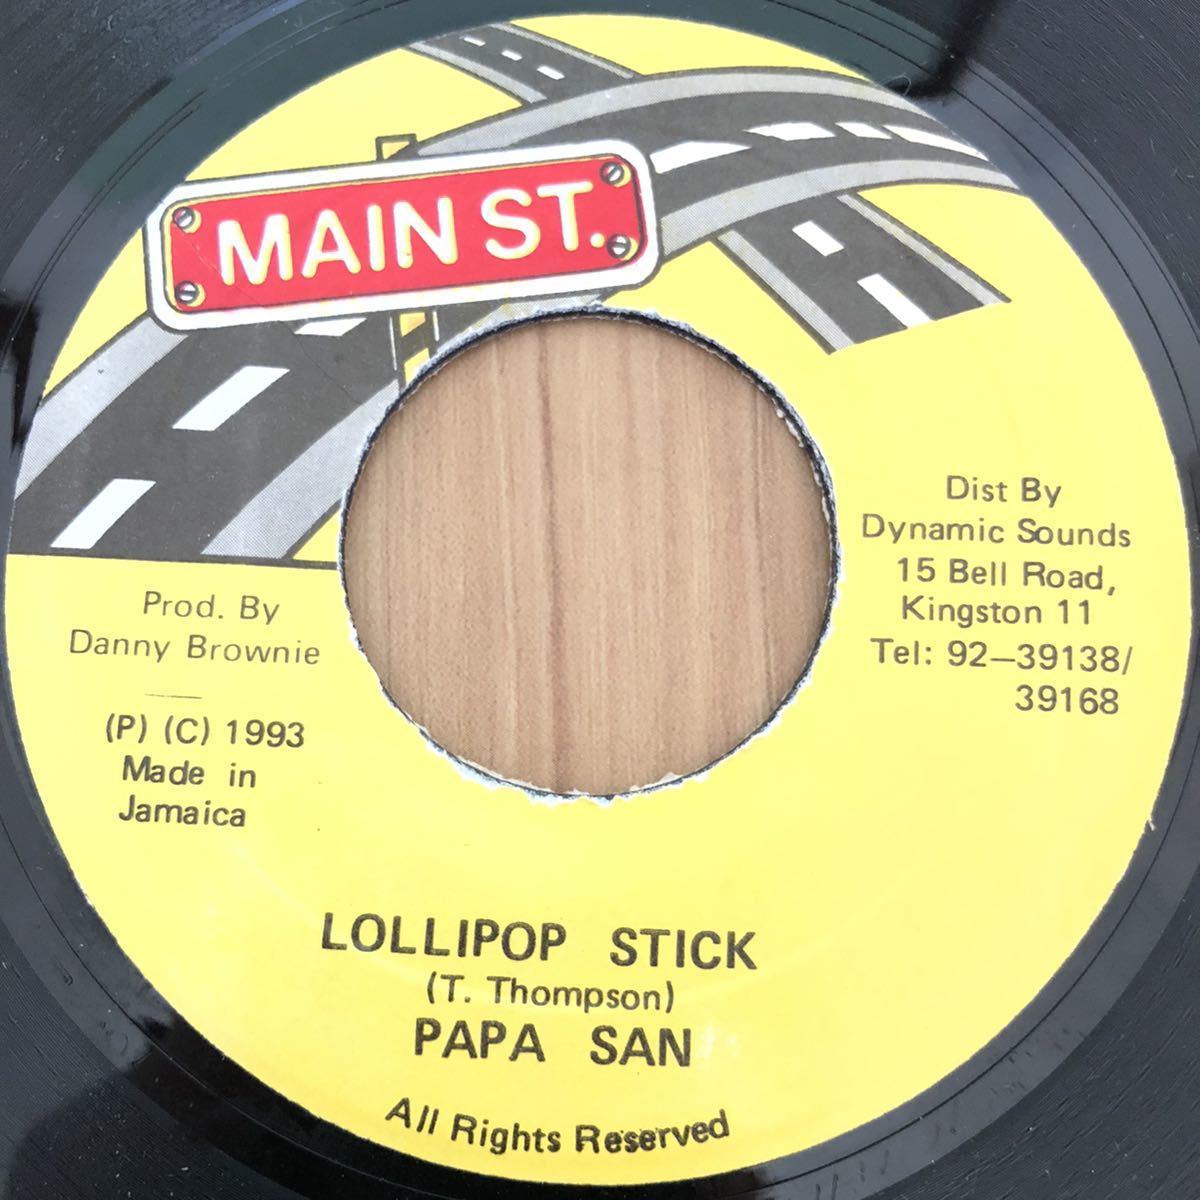 MAIN ST.
Prod. By
Danny Brownie
(P) (C) 1993
Made in
Jamaica
Dist By
Dynamic Sounds
15 Bell Road,
Kingston 11
Tel: 92–39138/
39168
LOLLIPOP STICK
(T. Thompson)
PAPA SAN
All Rights Reserved